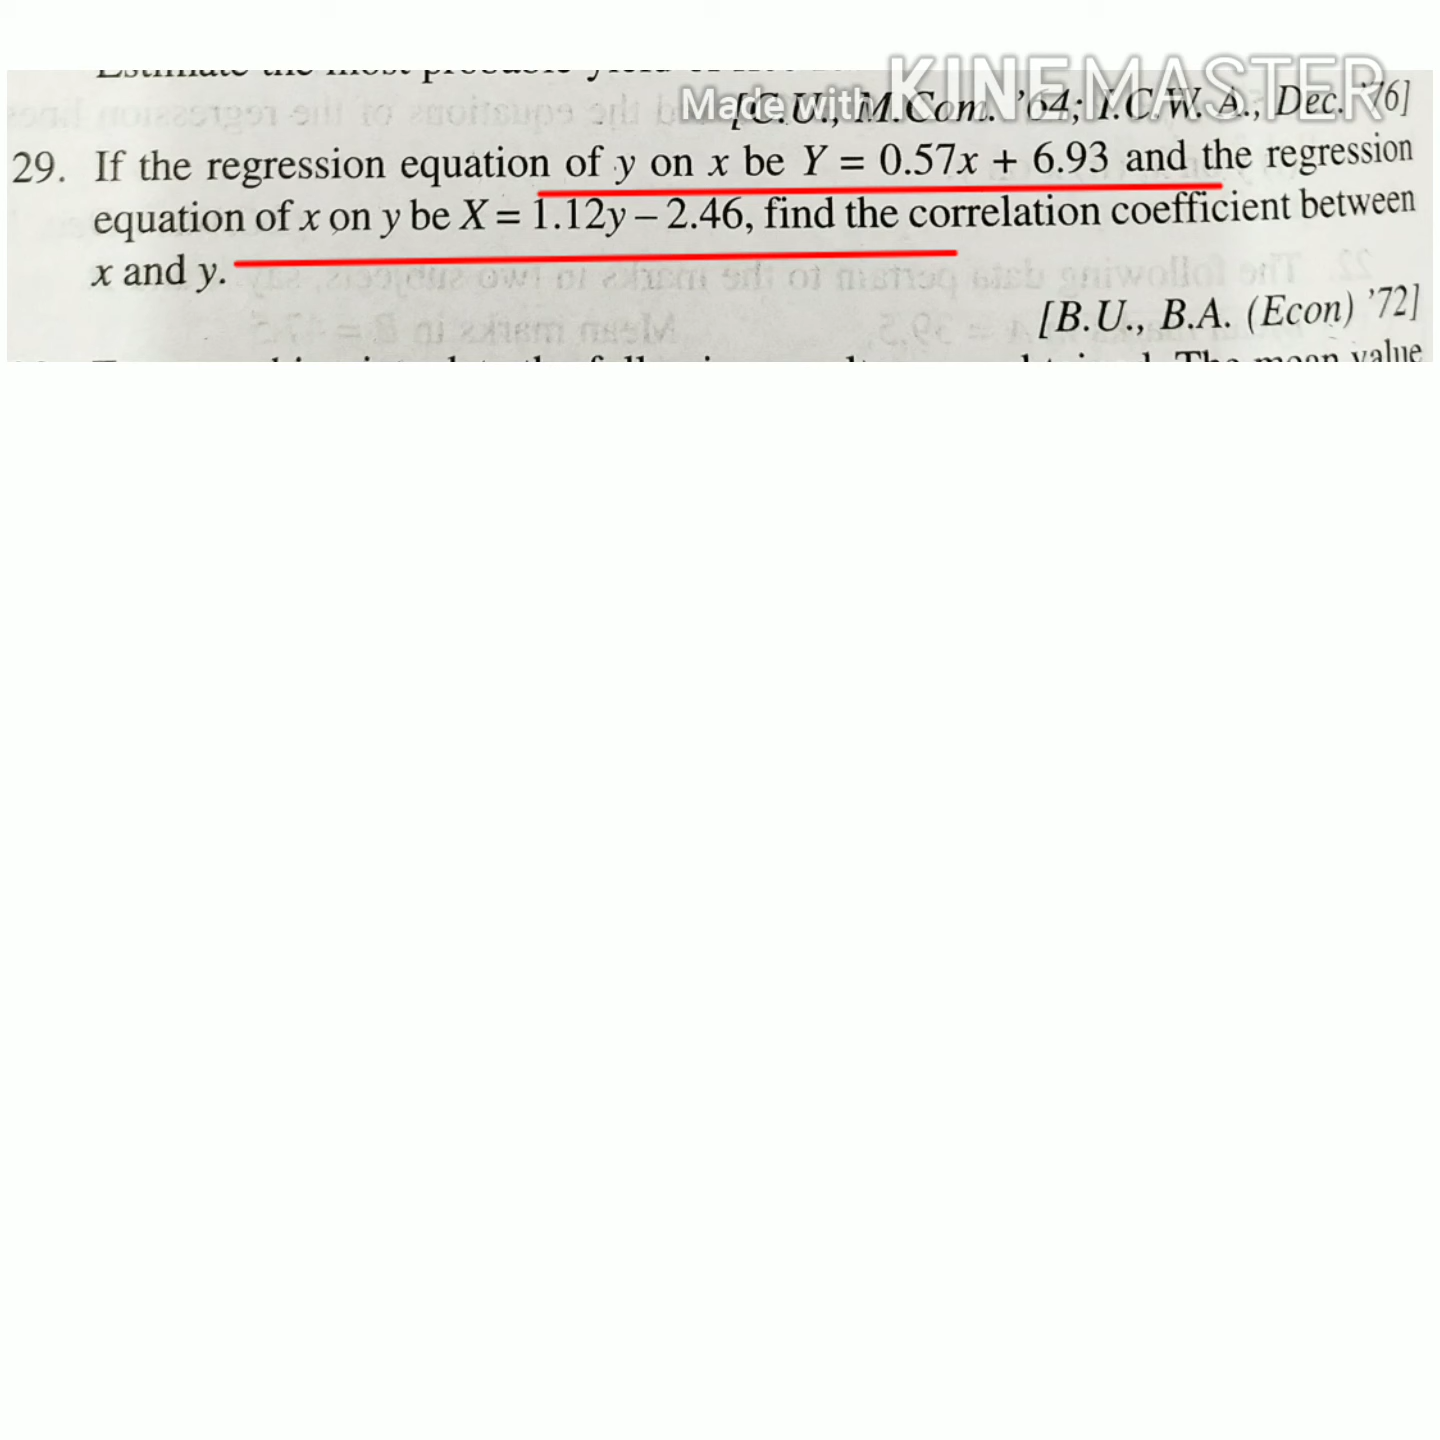 Made with KINEMASTER
[C.U., M.Com. '64; I.C.W. A., Dec. '76]
29. If the regression equation of y on x be Y = 0.57x + 6.93 and the regression
equation of x on y be X = 1.12y – 2.46, find the correlation coefficient between
x and y.
[B.U., B.A. (Econ) '72]
mean value